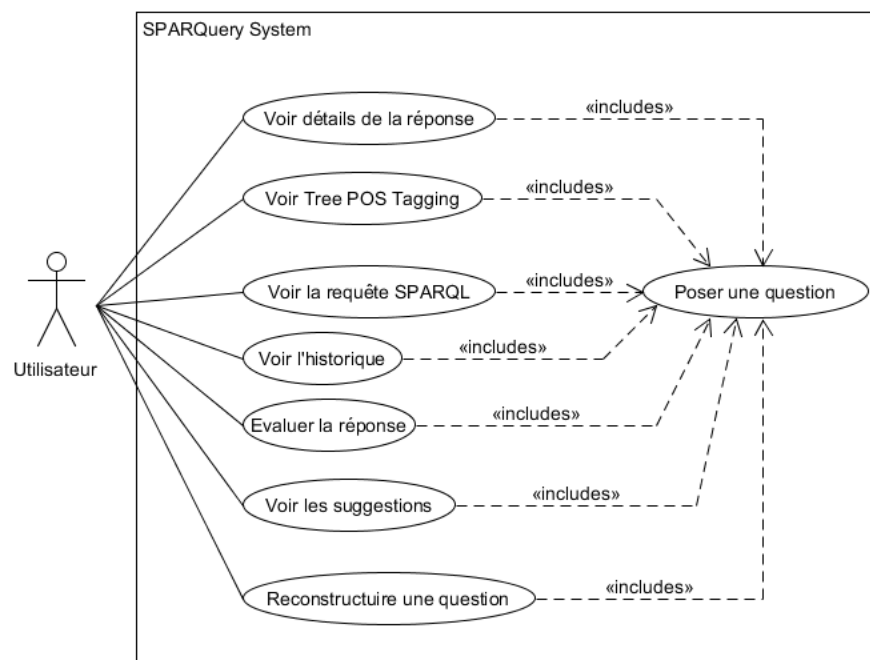 SPARQuery System
Voir détails de la réponse
«includes»
Voir Tree POS Tagging
«includes»
Voir la requête SPARQL
«includes»
Poser une question
Voir l'historique
«includes»
Utilisateur
Evaluer la réponse
«includes»
Voir les suggestions
«includes»
Reconstructuire une question
«includes»